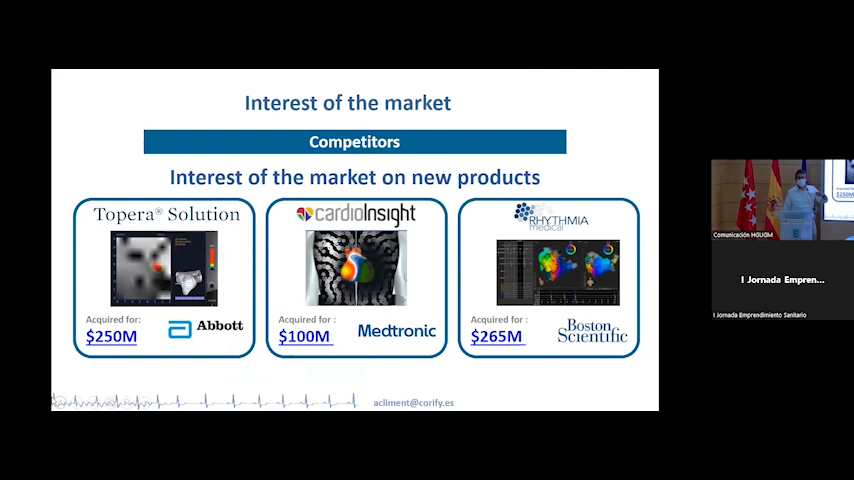 Interest of the market
Competitors
Interest of the market on new products
Topera® Solution
Acquired for:
$250M
Abbott
cardioInsight
Acquired for :
$100M
Medtronic
RHYTHMIA
medical
Acquired for :
$265M
Boston
Scientific
acliment@corify.es
$250M
Comunicación HGUGM
I Jornada Empren...
I Jornada Emprendimiento Sanitario